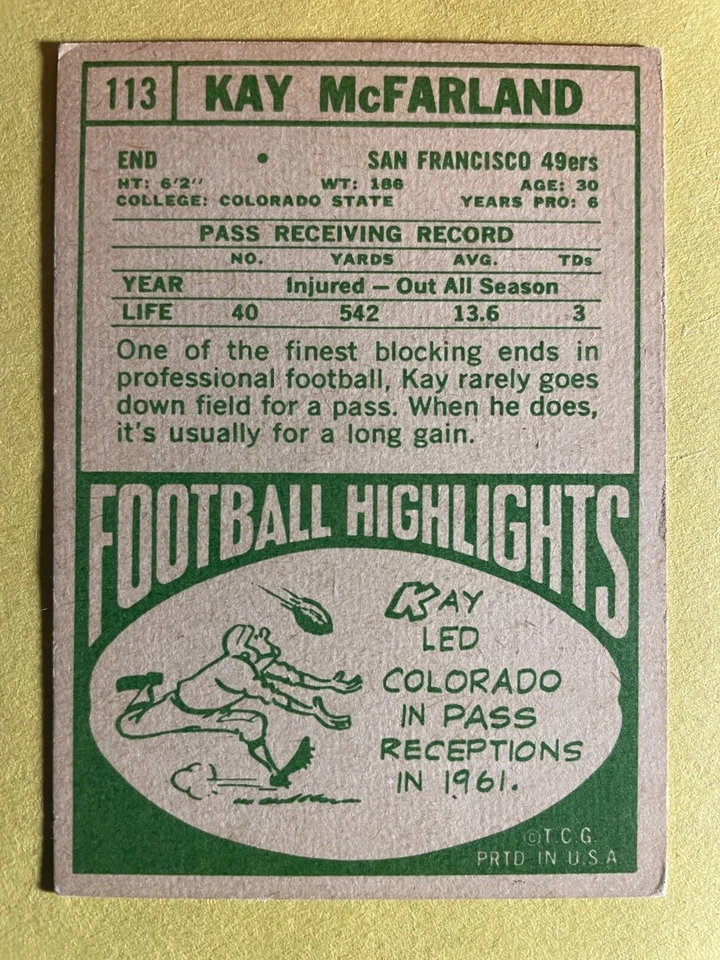 113 KAY McFARLAND
END • SAN FRANCISCO 49ers
HT: 6'2" WT: 186 AGE: 30
COLLEGE: COLORADO STATE YEARS PRO: 6
PASS RECEIVING RECORD
NO. YARDS AVG. TDs
YEAR Injured — Out All Season
LIFE 40 542 13.6 3
One of the finest blocking ends in
professional football, Kay rarely goes
down field for a pass. When he does,
it's usually for a long gain.
FOOTBALL HIGHLIGHTS
KAY
LED
COLORADO
IN PASS
RECEPTIONS
IN 1961.
©T.C.G.
PRTD IN U.S.A